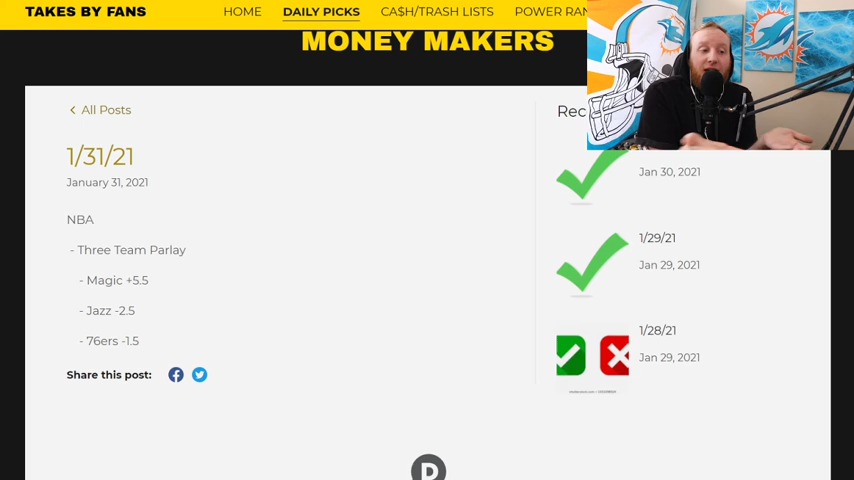 TAKES BY FANS
HOME
DAILY PICKS
CA$H/TRASH LISTS
POWER RAN
MONEY MAKERS
< All Posts
1/31/21
January 31, 2021
NBA
- Three Team Parlay
- Magic +5.5
- Jazz -2.5
- 76ers -1.5
Share this post:
Rec
Jan 30, 2021
1/29/21
Jan 29, 2021
1/28/21
Jan 29, 2021